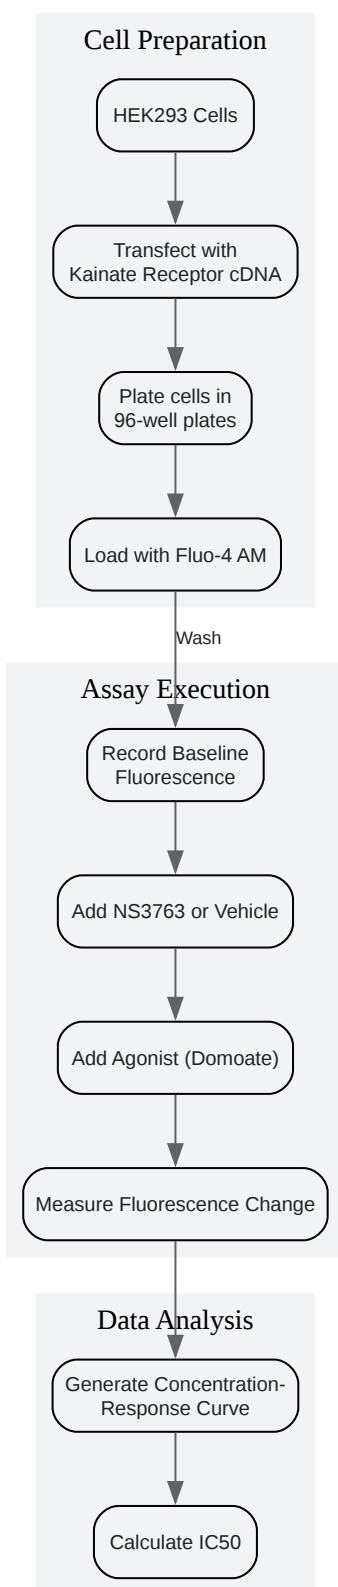 Cell Preparation
HEK293 Cells
Transfect with
Kainate Receptor cDNA
Plate cells in
96-well plates
Load with Fluo-4 AM
Wash
Assay Execution
Record Baseline
Fluorescence
Add NS3763 or Vehicle
Add Agonist (Domoate)
Measure Fluorescence Change
Data Analysis
Generate Concentration-
Response Curve
Calculate IC50